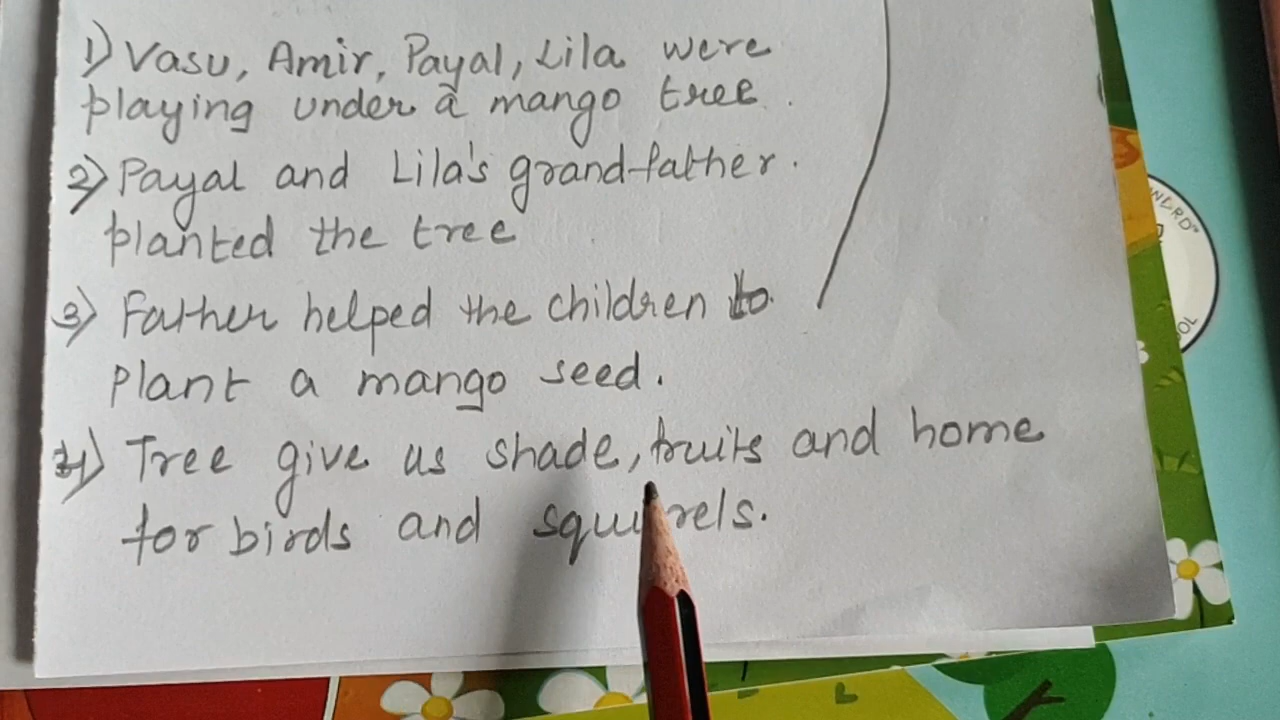 1) Vasu, Amir, Payal, Lila were
playing under a mango tree.
2) Payal and Lila's grand-father.
planted the tree
3) Father helped the children to
plant a mango seed.
4) Tree give us shade, fruits and home
for birds and squirrels.